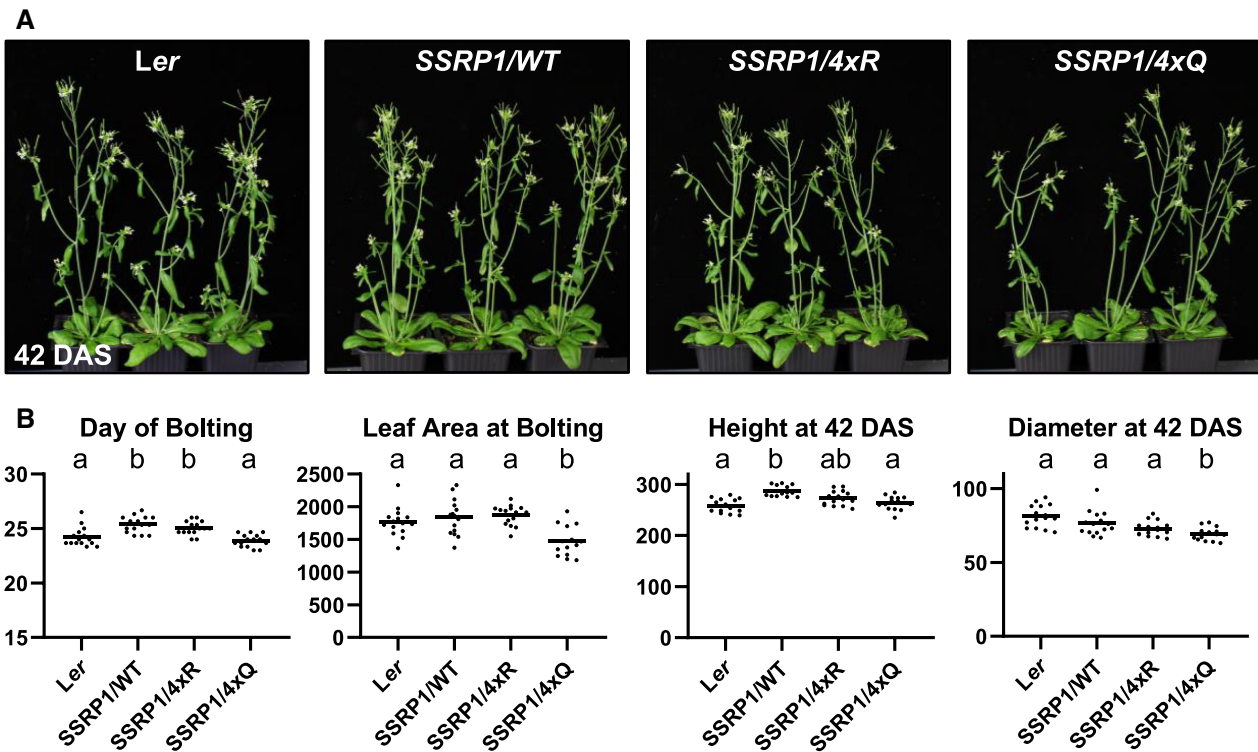 A
Ler SSRP1/WT SSRP1/4xR SSRP1/4xQ
42 DAS
B
Day of Bolting
a b b a
30
25
20
15
Ler SSRP1/WT SSRP1/4xR SSRP1/4xQ
Leaf Area at Bolting
a a a b
2500
2000
1500
1000
500
0
Ler SSRP1/WT SSRP1/4xR SSRP1/4xQ
Height at 42 DAS
a b ab a
300
200
100
0
Ler SSRP1/WT SSRP1/4xR SSRP1/4xQ
Diameter at 42 DAS
a a a b
100
50
0
Ler SSRP1/WT SSRP1/4xR SSRP1/4xQ